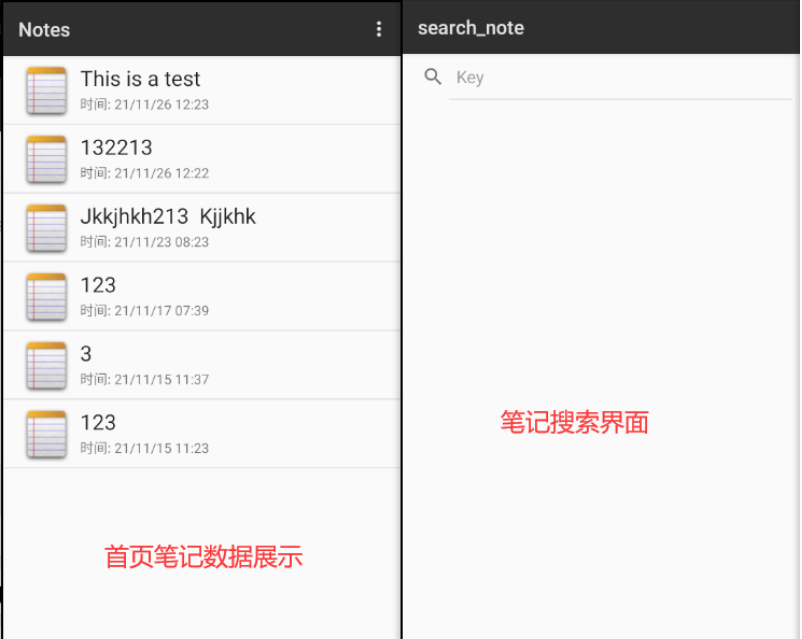 Notes
This is a test
时间: 21/11/26 12:23
132213
时间: 21/11/26 12:22
Jkkjhkh213  Kjjkhk
时间: 21/11/23 08:23
123
时间: 21/11/17 07:39
3
时间: 21/11/15 11:37
123
时间: 21/11/15 11:23
首页笔记数据展示
search_note
Key
笔记搜索界面